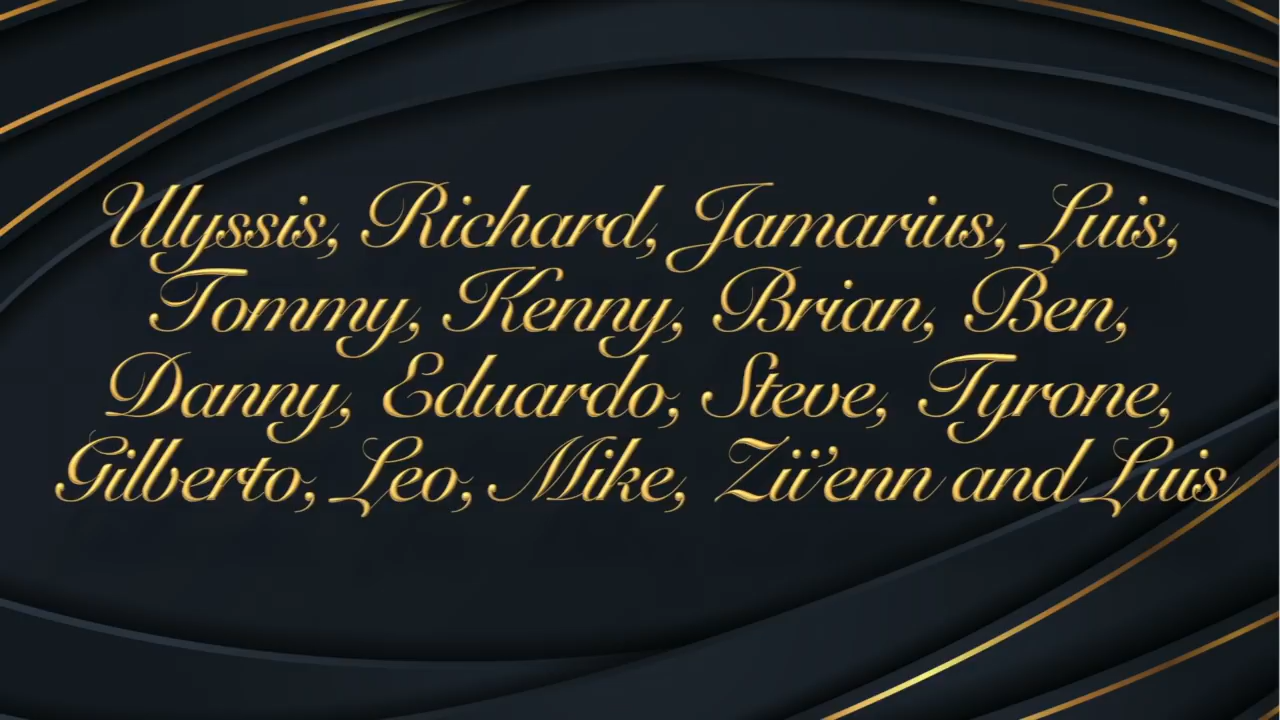 Ulyssis, Richard, Jamarius, Luis,
Tommy, Kenny, Brian, Ben,
Danny, Eduardo, Steve, Tyrone,
Gilberto, Leo, Mike, Zii'enn and Luis